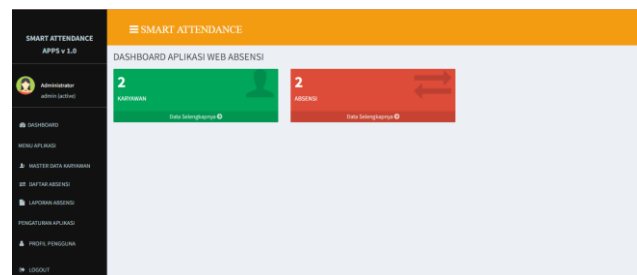 SMART ATTENDANCE
APPS v 1.0
Administrator
admin (active)
DASHBOARD
MENU APLIKASI
MASTER DATA KARYAWAN
DAFTAR ABSENSI
LAPORAN ABSENSI
PENGATURAN APLIKASI
PROFIL PENGGUNA
LOGOUT
SMART ATTENDANCE
DASHBOARD APLIKASI WEB ABSENSI
2
KARYAWAN
Data Selengkapnya
2
ABSENSI
Data Selengkapnya